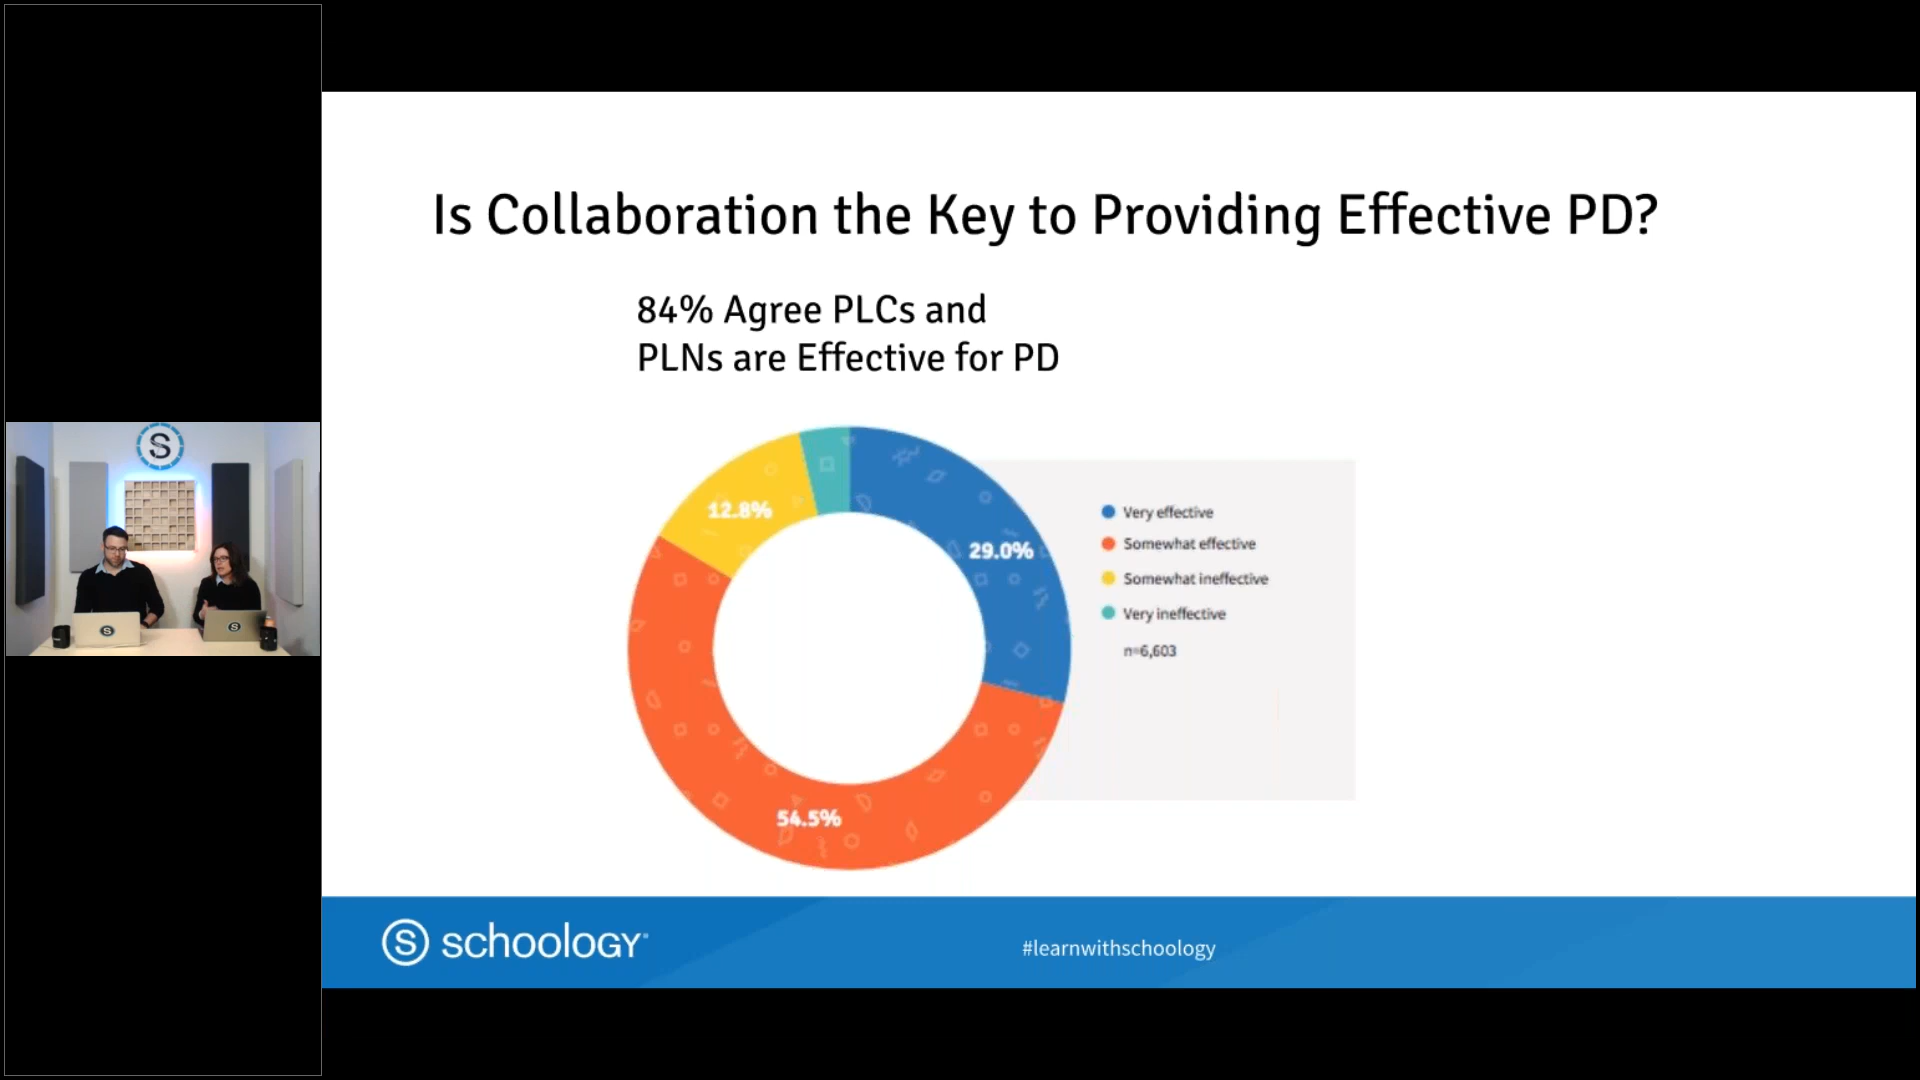 Is Collaboration the Key to Providing Effective PD?
84% Agree PLCs and
PLNs are Effective for PD
12.8%
29.0%
54.5%
Very effective
Somewhat effective
Somewhat ineffective
Very ineffective
n=6,603
S schoology
#learnwithschoology
S
S
S